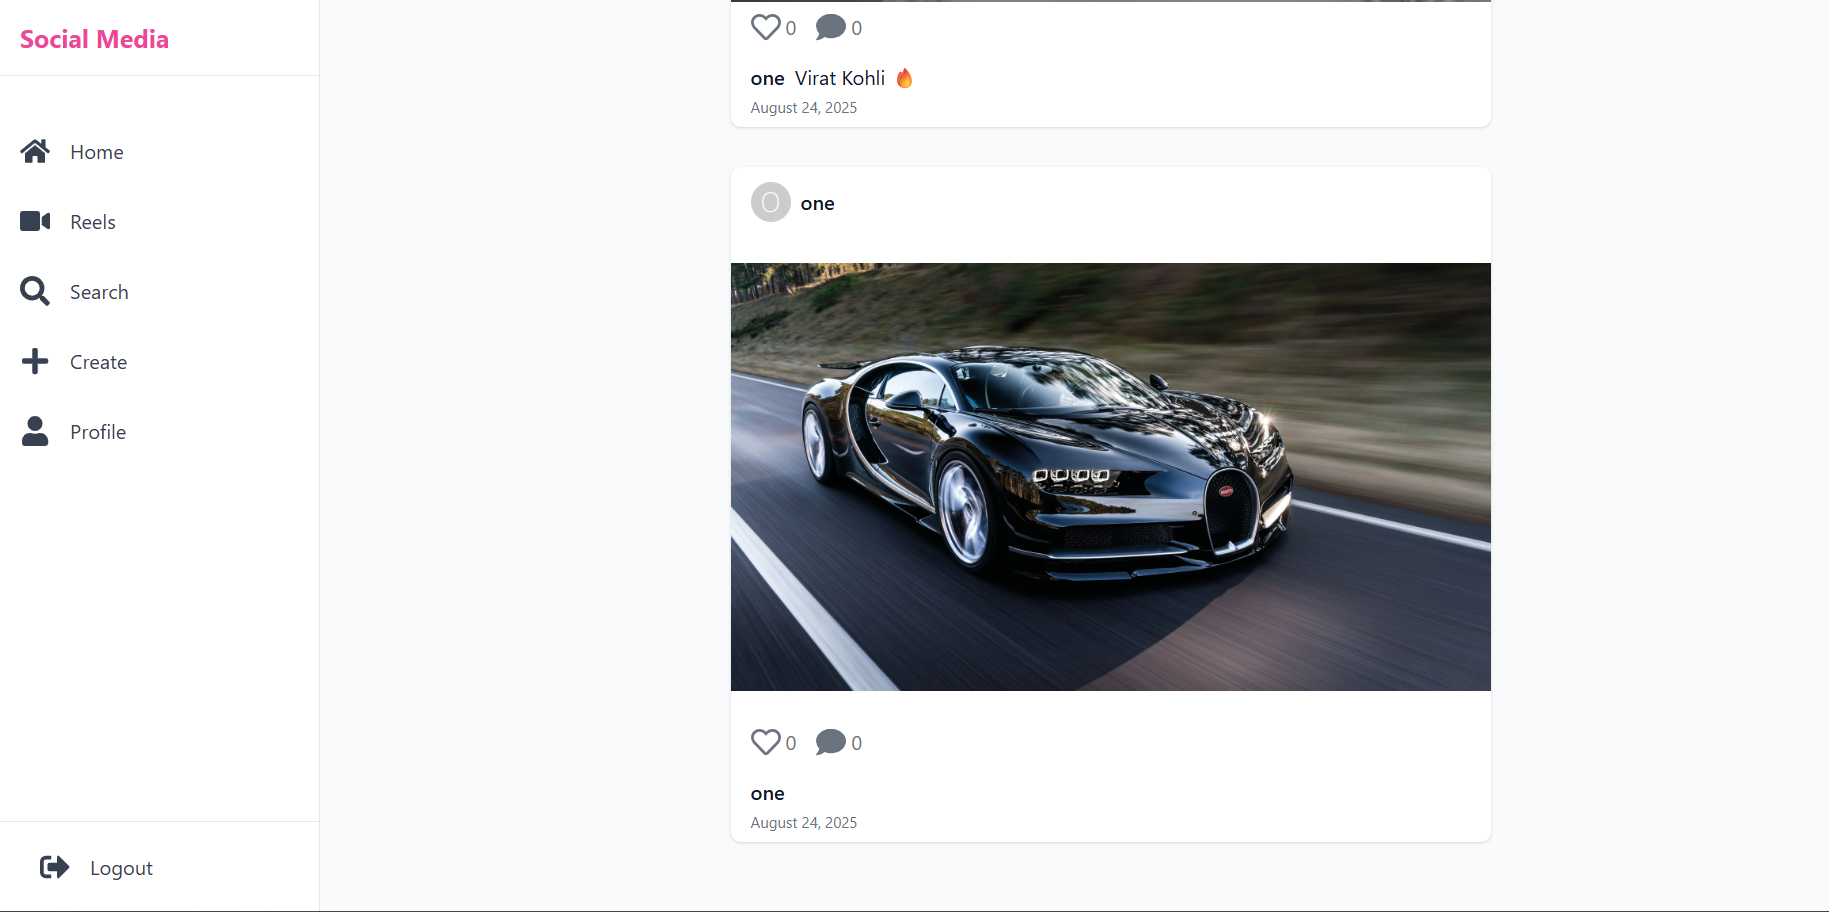 Social Media
Home
Reels
Search
Create
Profile
Logout
0 0
one Virat Kohli 🔥
August 24, 2025
O one
0 0
one
August 24, 2025